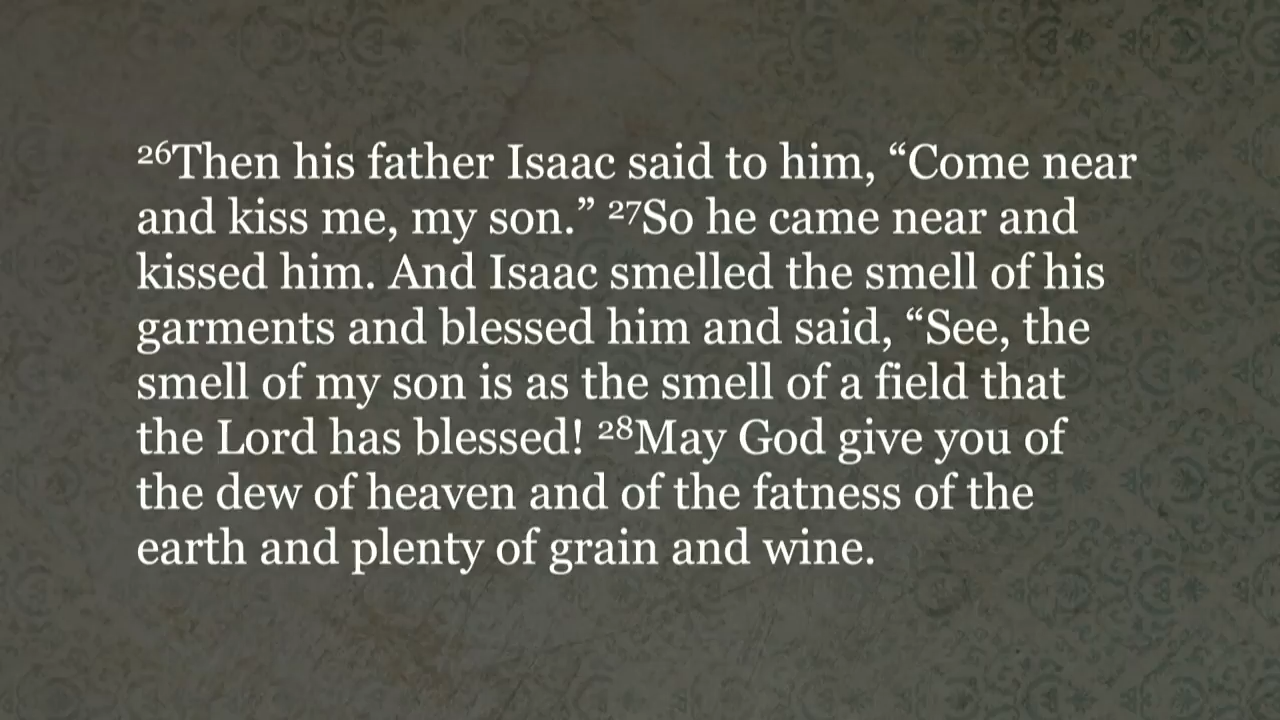 ²⁶Then his father Isaac said to him, “Come near
and kiss me, my son.” ²⁷So he came near and
kissed him. And Isaac smelled the smell of his
garments and blessed him and said, “See, the
smell of my son is as the smell of a field that
the Lord has blessed! ²⁸May God give you of
the dew of heaven and of the fatness of the
earth and plenty of grain and wine.